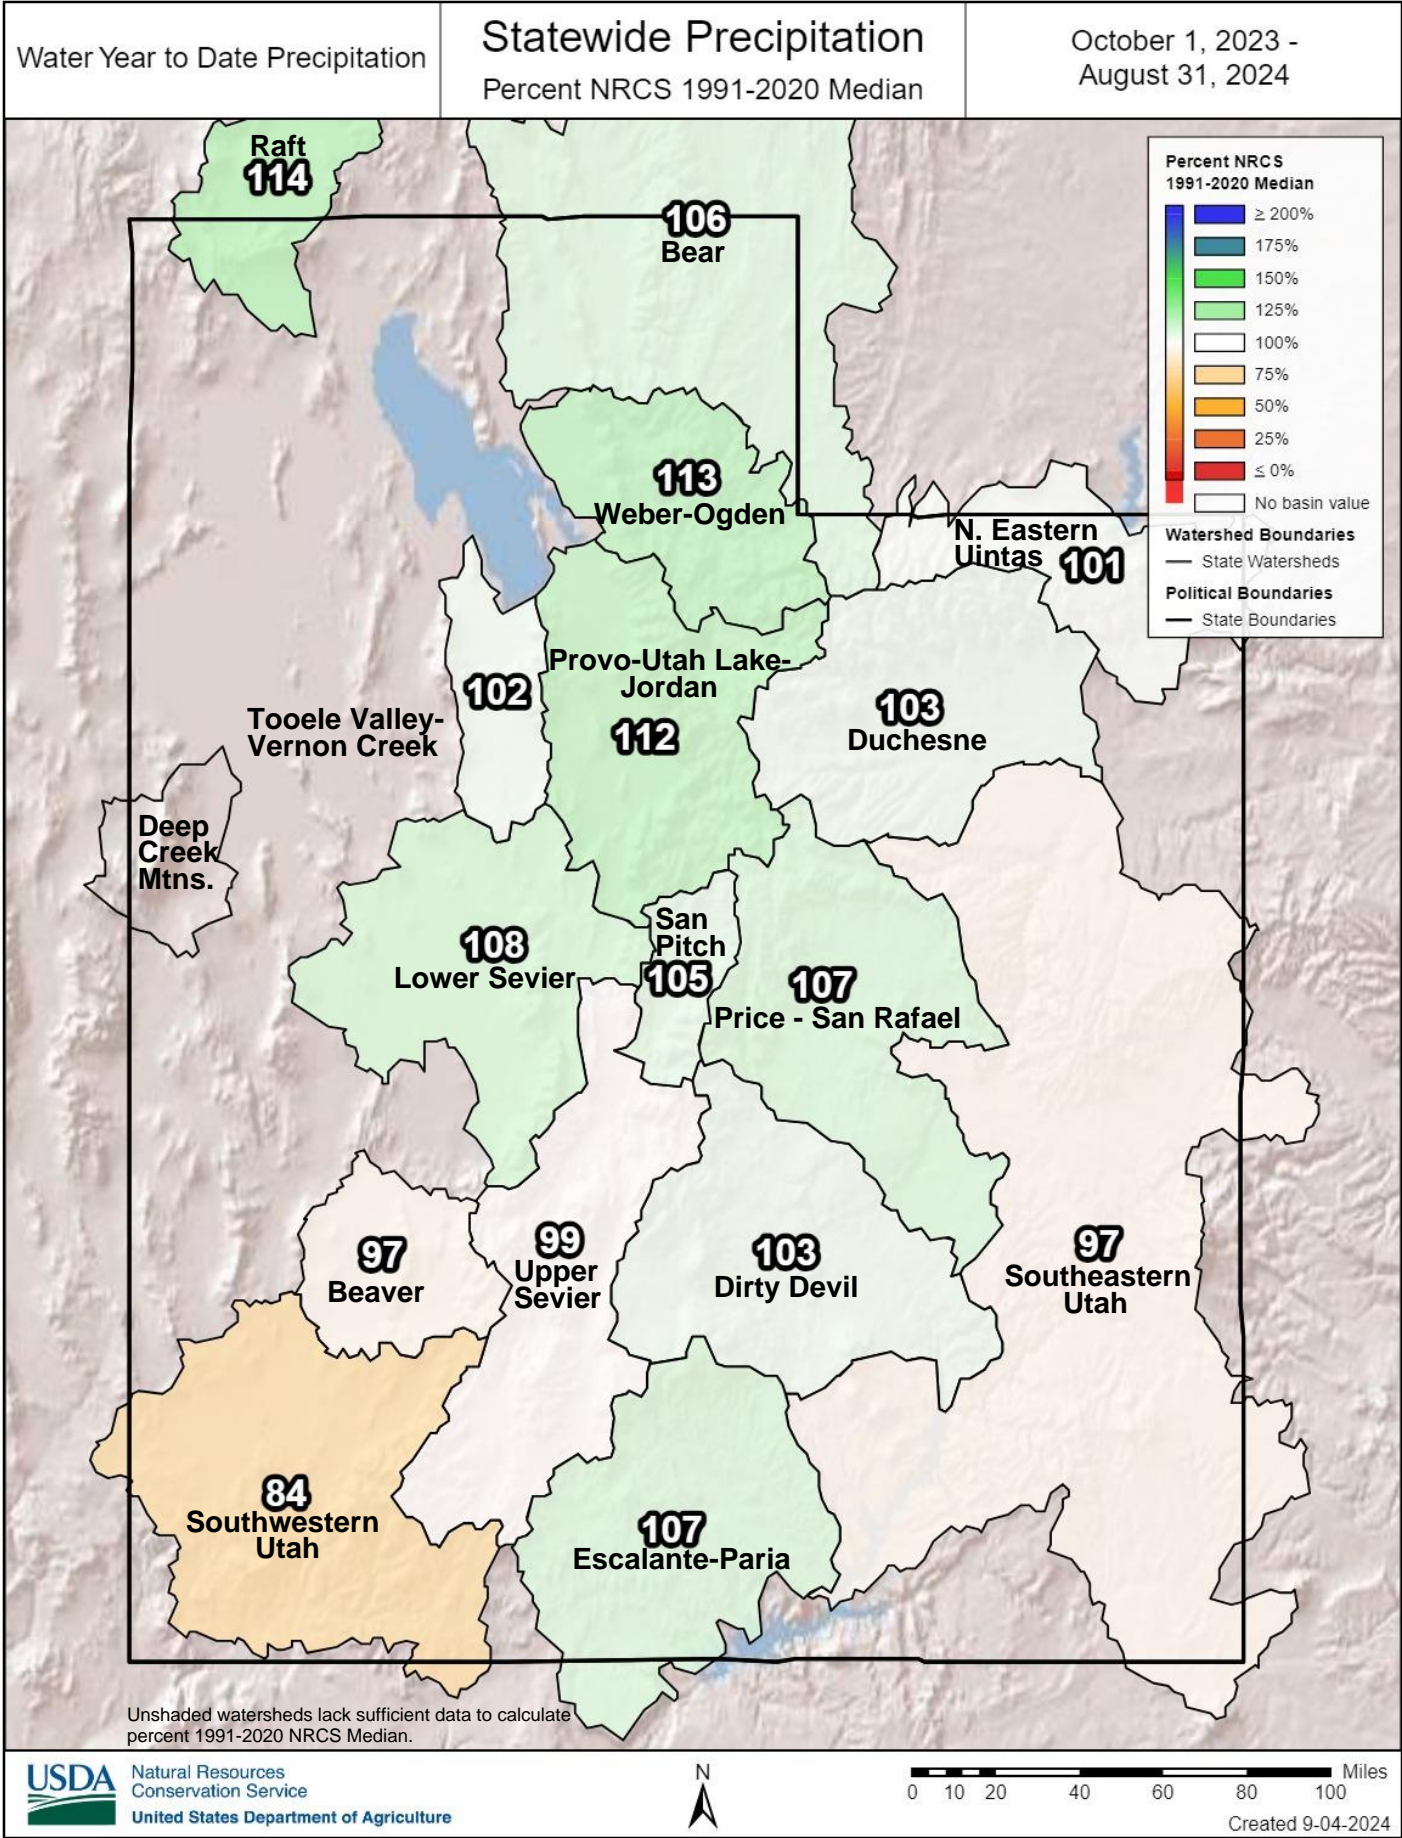 Water Year to Date Precipitation
Statewide Precipitation
Percent NRCS 1991-2020 Median
October 1, 2023 -
August 31, 2024
Raft
114
106
Bear
Percent NRCS
1991-2020 Median
≥ 200%
175%
150%
125%
100%
75%
50%
25%
≤ 0%
No basin value
Watershed Boundaries
State Watersheds
Political Boundaries
State Boundaries
113
Weber-Ogden
N. Eastern
Uintas
101
Provo-Utah Lake-
Jordan
112
102
Tooele Valley-
Vernon Creek
103
Duchesne
Deep
Creek
Mtns.
108
Lower Sevier
San
Pitch
105
107
Price - San Rafael
97
Beaver
99
Upper
Sevier
103
Dirty Devil
97
Southeastern
Utah
84
Southwestern
Utah
107
Escalante-Paria
Unshaded watersheds lack sufficient data to calculate
percent 1991-2020 NRCS Median.
USDA
Natural Resources
Conservation Service
United States Department of Agriculture
N
Miles
0 10 20 40 60 80 100
Created 9-04-2024